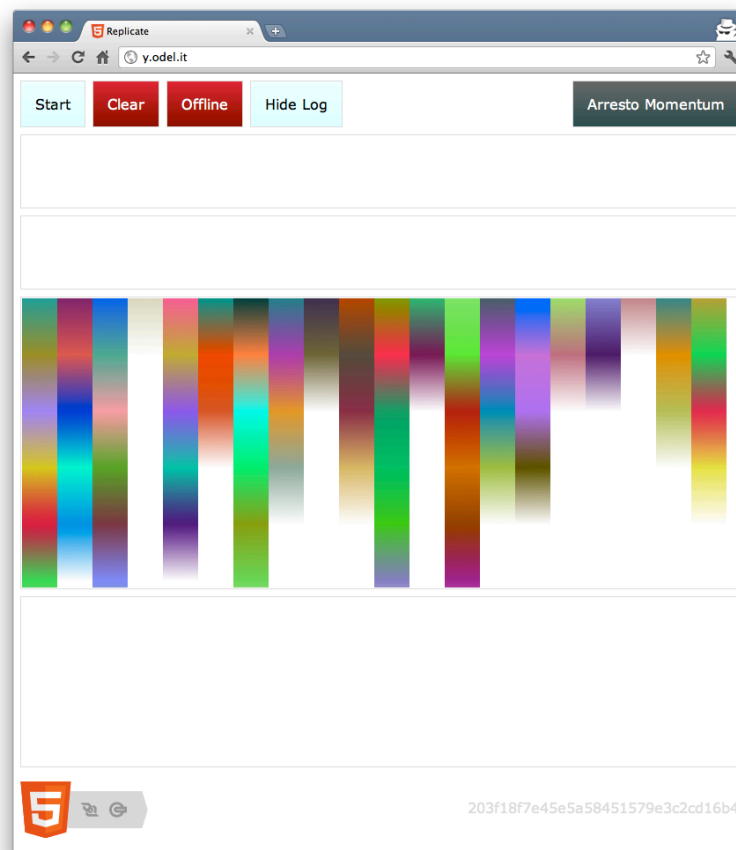 Replicate
y.odel.it
Start Clear Offline Hide Log Arresto Momentum
203f18f7e45e5a58451579e3c2cd16b4